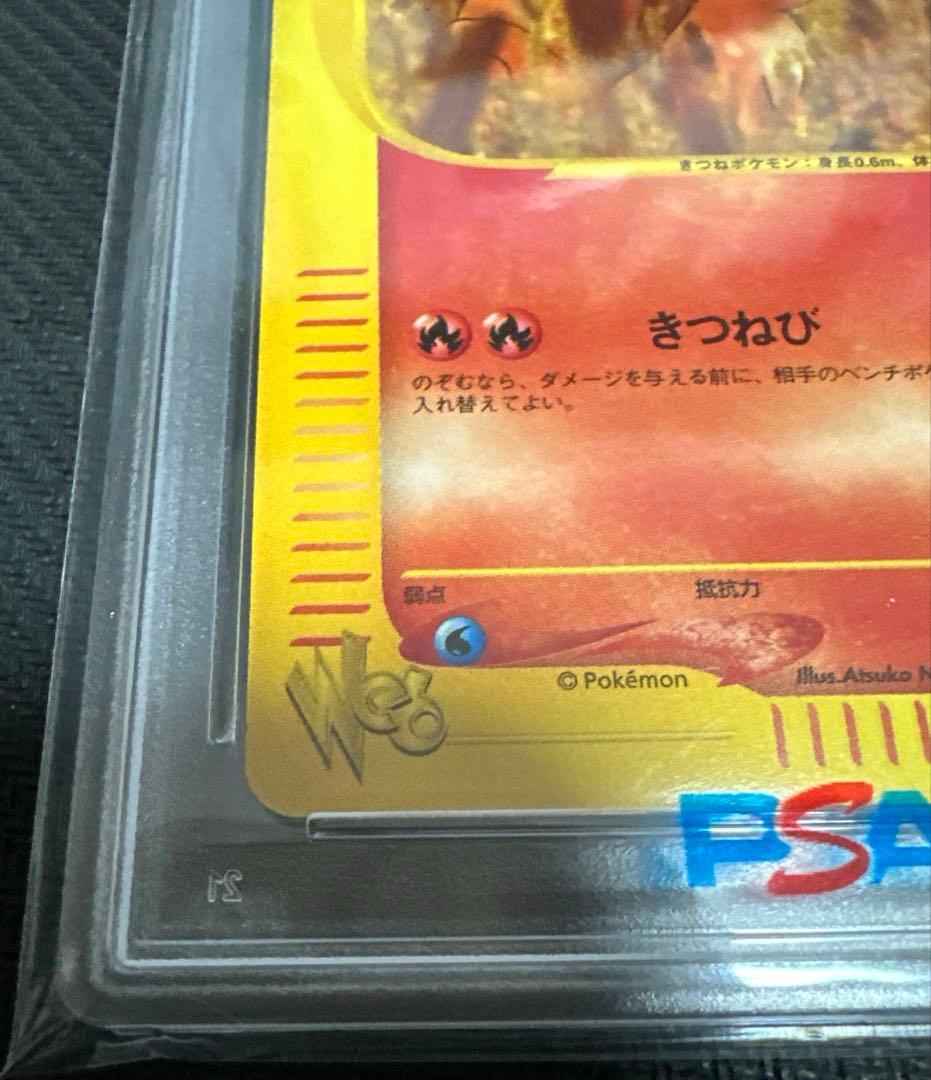 きつねポケモン:身長0.6m、体
きつねび
のぞむなら、ダメージを与える前に、相手のベンチポケ
入れ替えてよい。
弱点 抵抗力
© Pokémon Illus.Atsuko N
Web
PSA
21